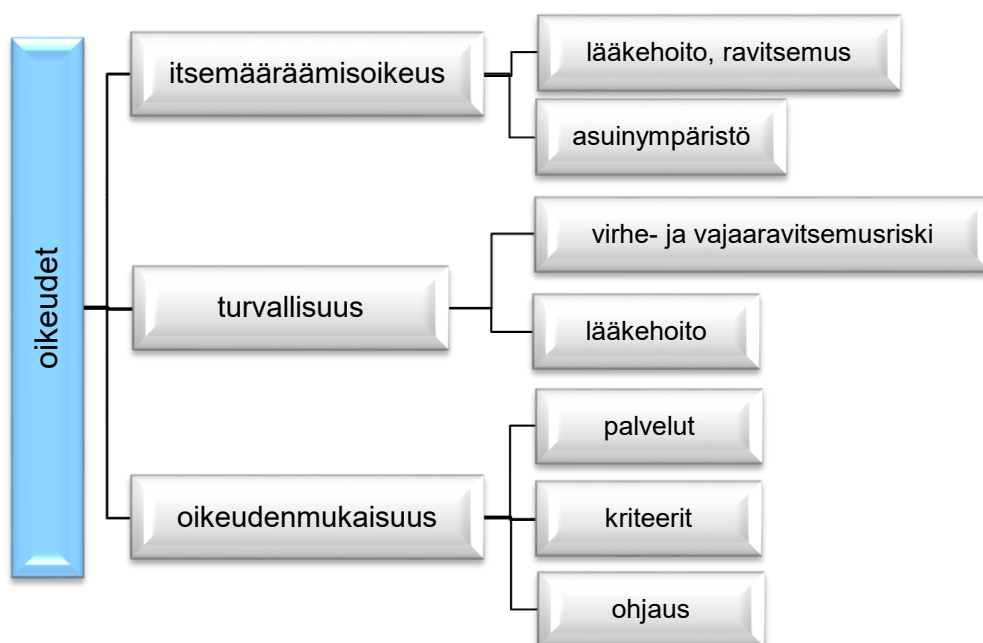 oikeudet
itsemääräämisoikeus
lääkehoito, ravitsemus
asuinympäristö
turvallisuus
virhe- ja vajaaravitsemusriski
lääkehoito
oikeudenmukaisuus
palvelut
kriteerit
ohjaus